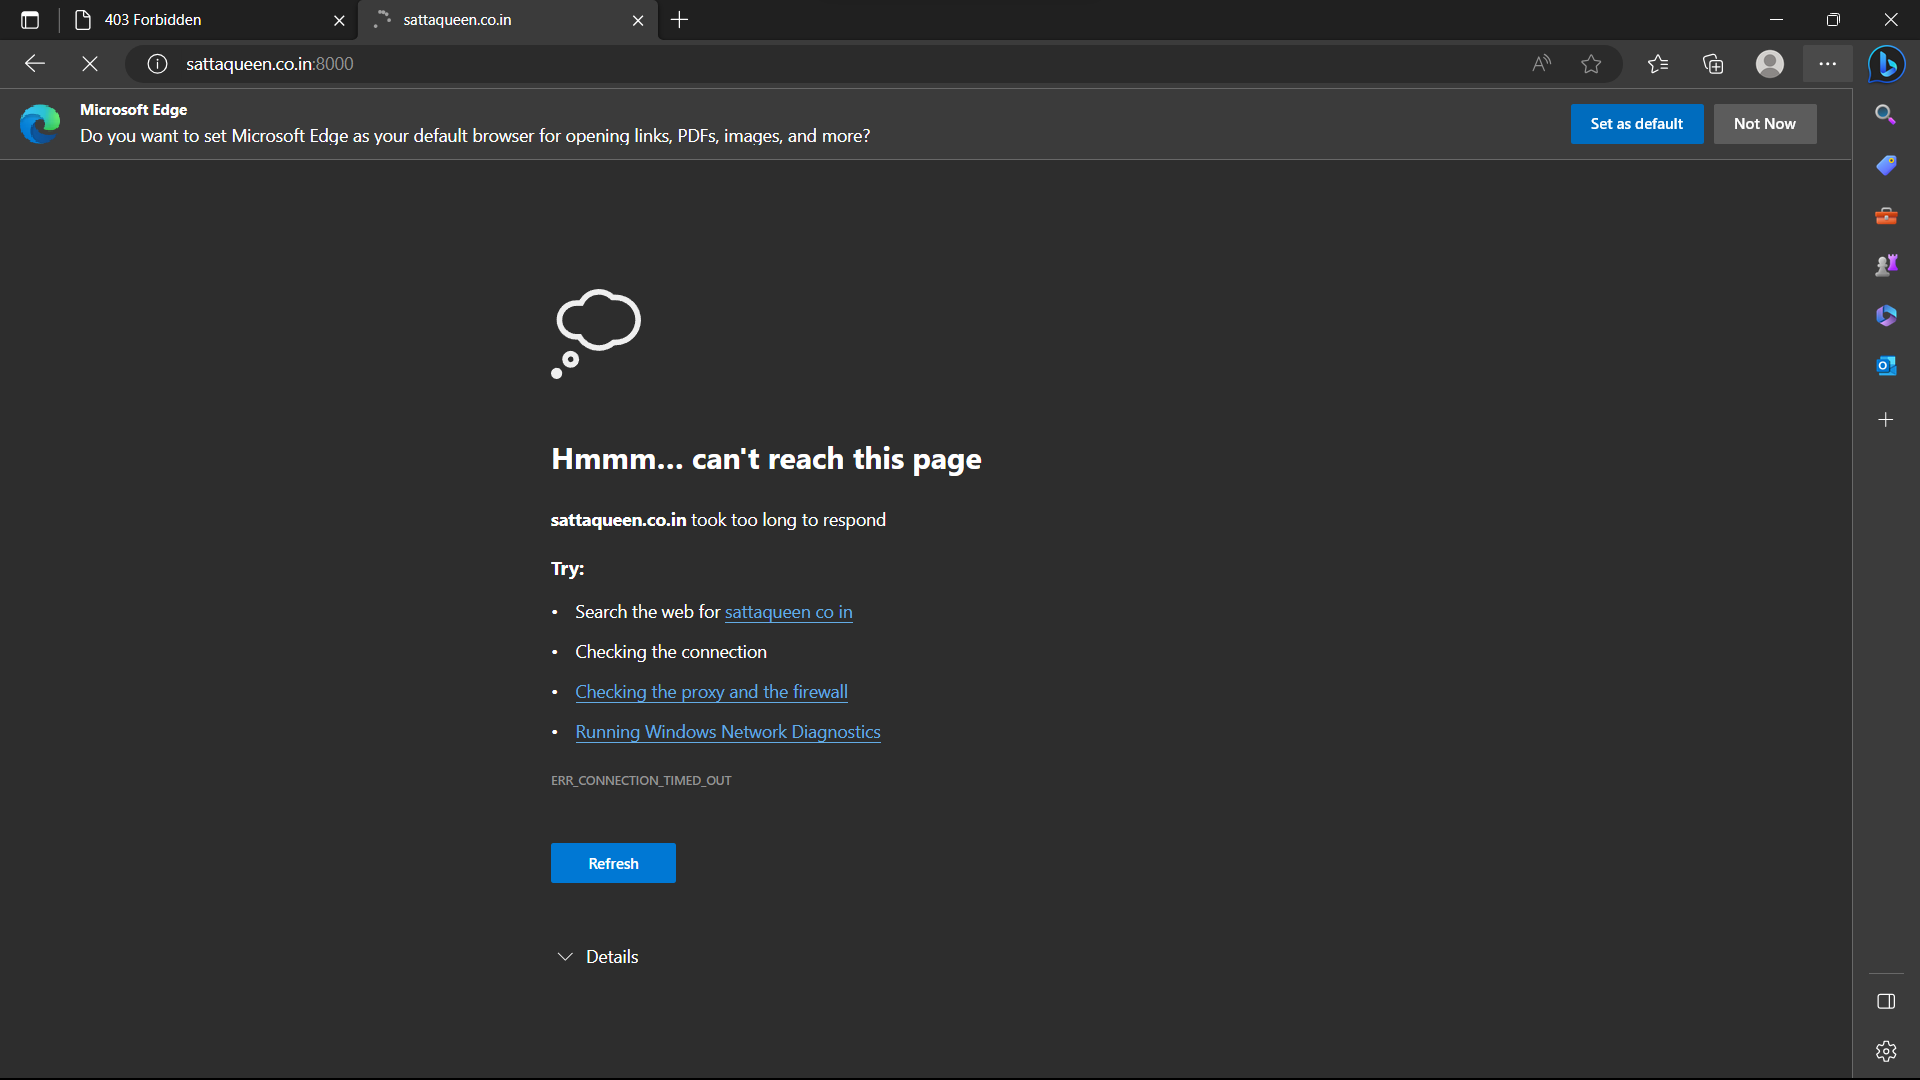 403 Forbidden
sattaqueen.co.in
sattaqueen.co.in:8000
Microsoft Edge
Do you want to set Microsoft Edge as your default browser for opening links, PDFs, images, and more?
Set as default
Not Now
Hmmm... can't reach this page
sattaqueen.co.in took too long to respond
Try:
• Search the web for sattaqueen co in
• Checking the connection
• Checking the proxy and the firewall
• Running Windows Network Diagnostics
ERR_CONNECTION_TIMED_OUT
Refresh
Details